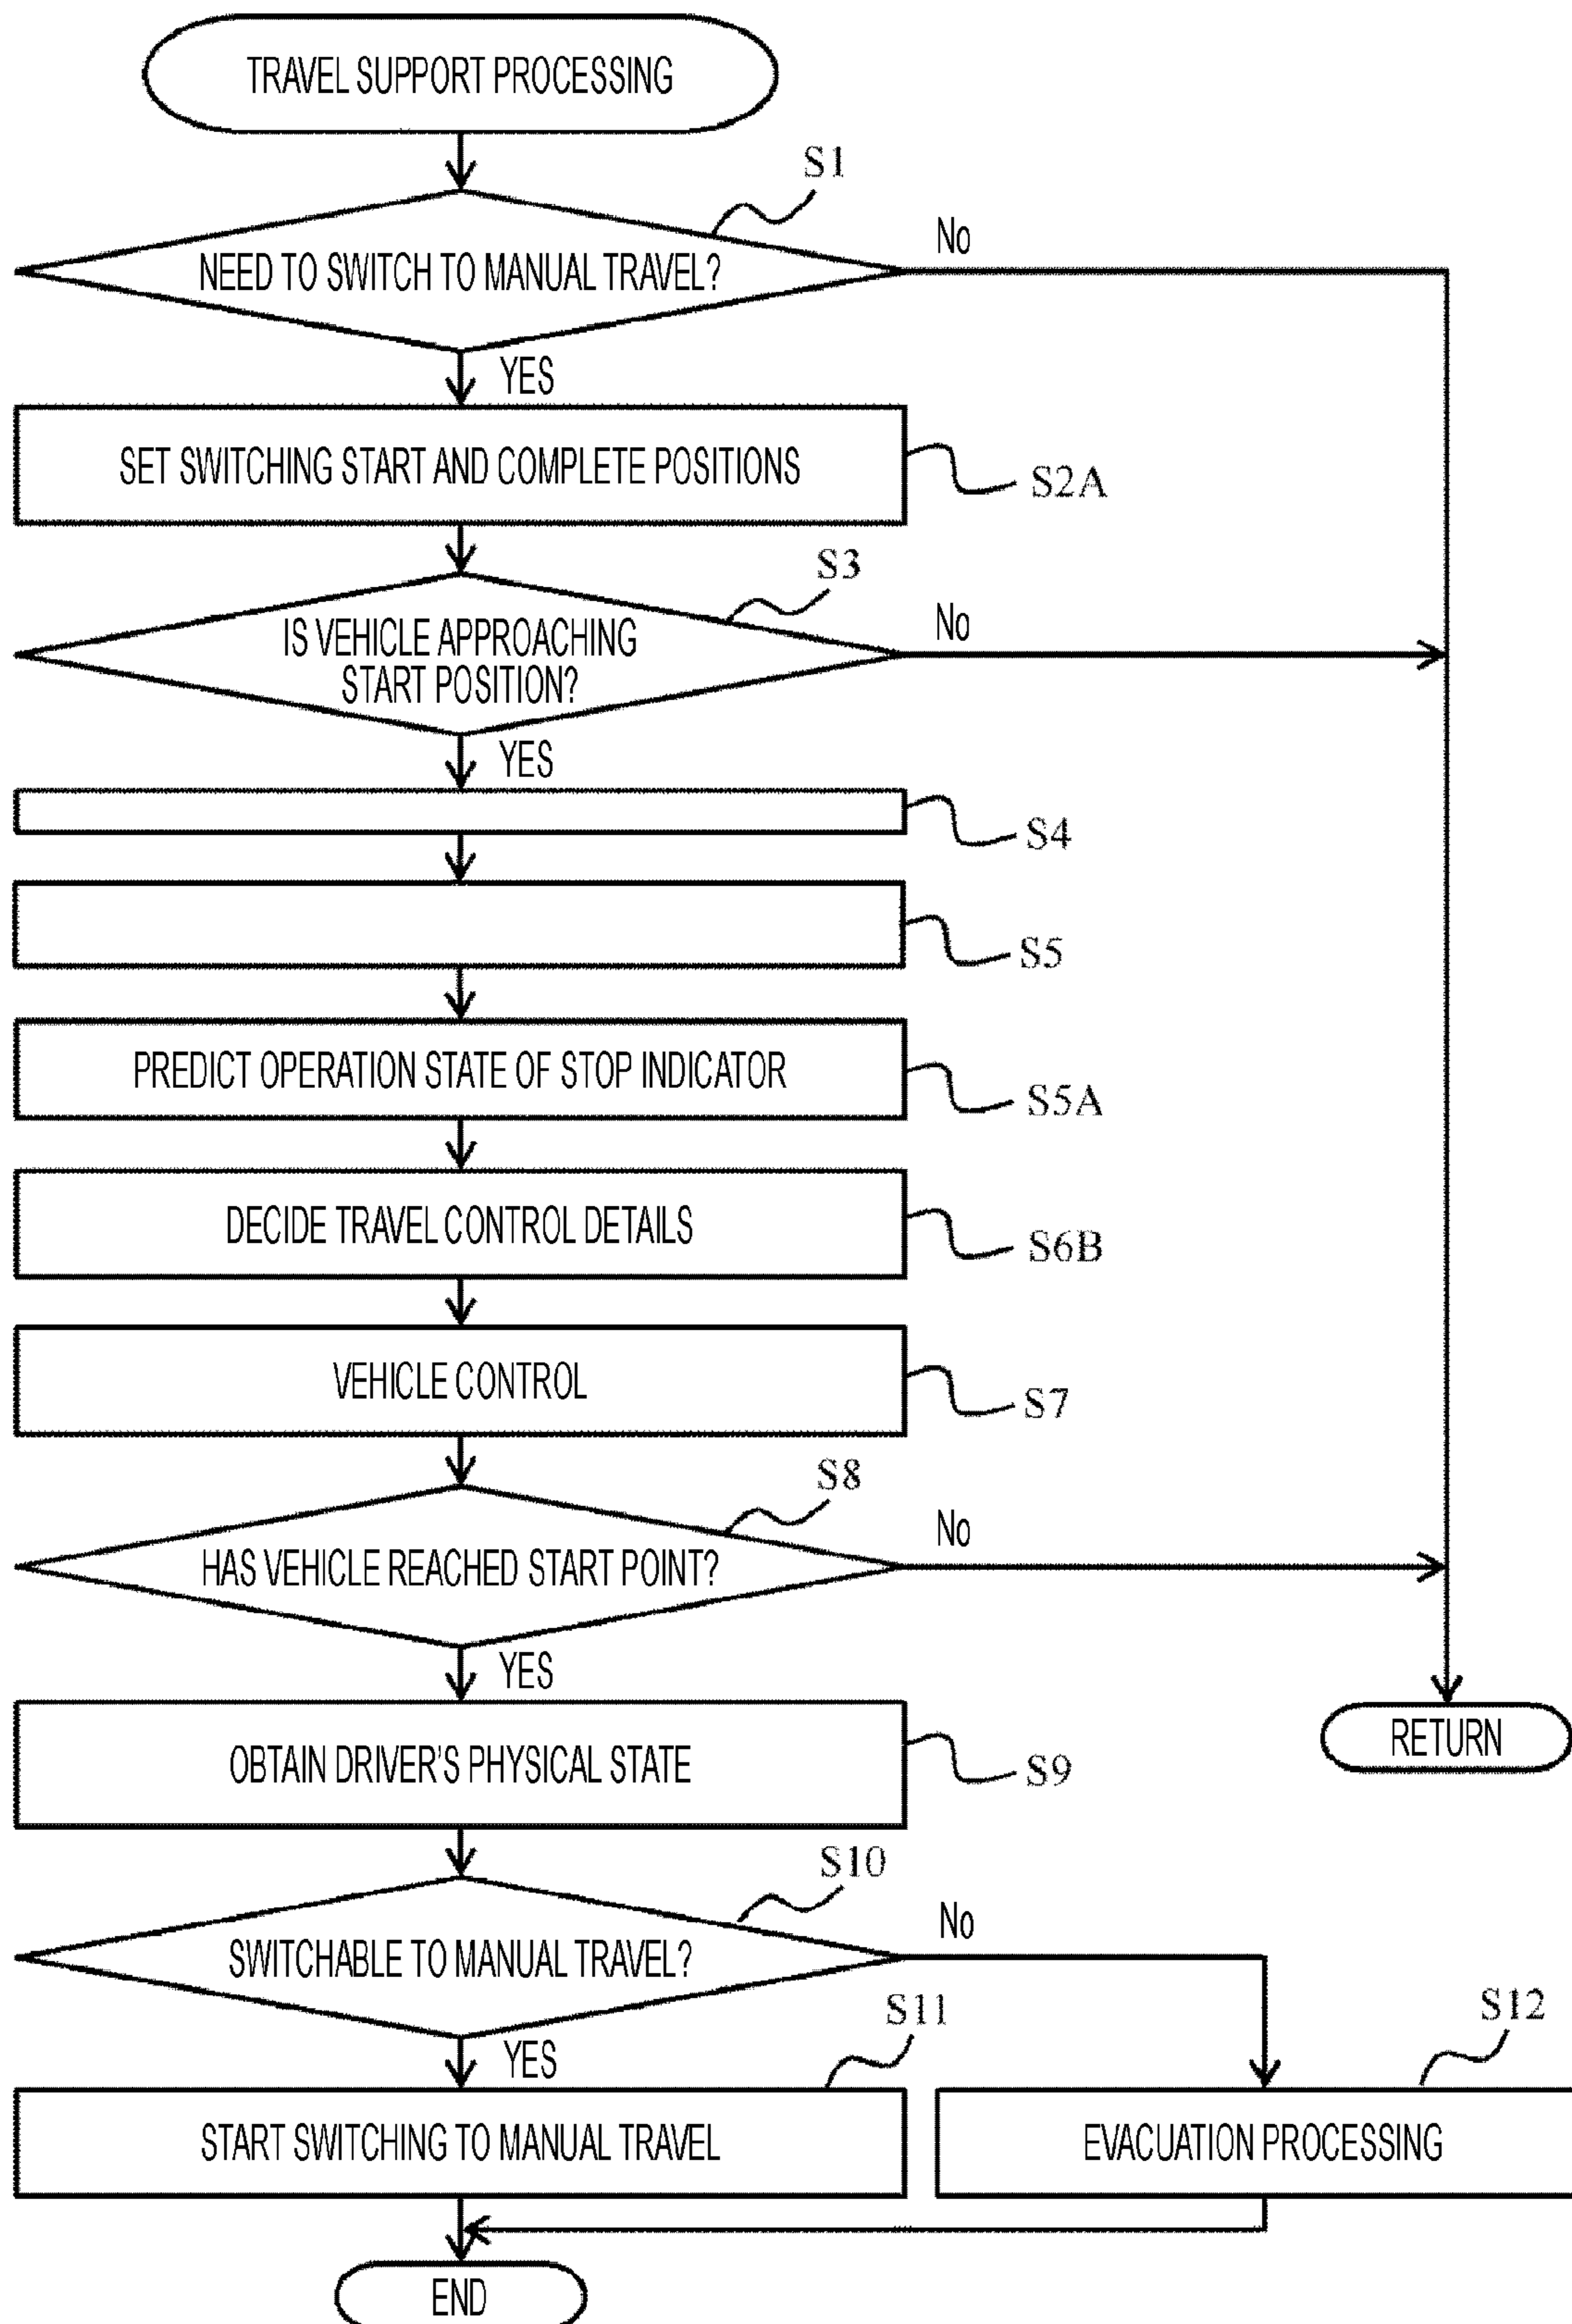 TRAVEL SUPPORT PROCESSING
S1
NEED TO SWITCH TO MANUAL TRAVEL?
No
YES
SET SWITCHING START AND COMPLETE POSITIONS
S2A
S3
IS VEHICLE APPROACHING
START POSITION?
No
YES
S4
S5
PREDICT OPERATION STATE OF STOP INDICATOR
S5A
DECIDE TRAVEL CONTROL DETAILS
S6B
VEHICLE CONTROL
S7
S8
HAS VEHICLE REACHED START POINT?
No
YES
OBTAIN DRIVER'S PHYSICAL STATE
S9
RETURN
S10
SWITCHABLE TO MANUAL TRAVEL?
No
YES
S11
START SWITCHING TO MANUAL TRAVEL
S12
EVACUATION PROCESSING
END